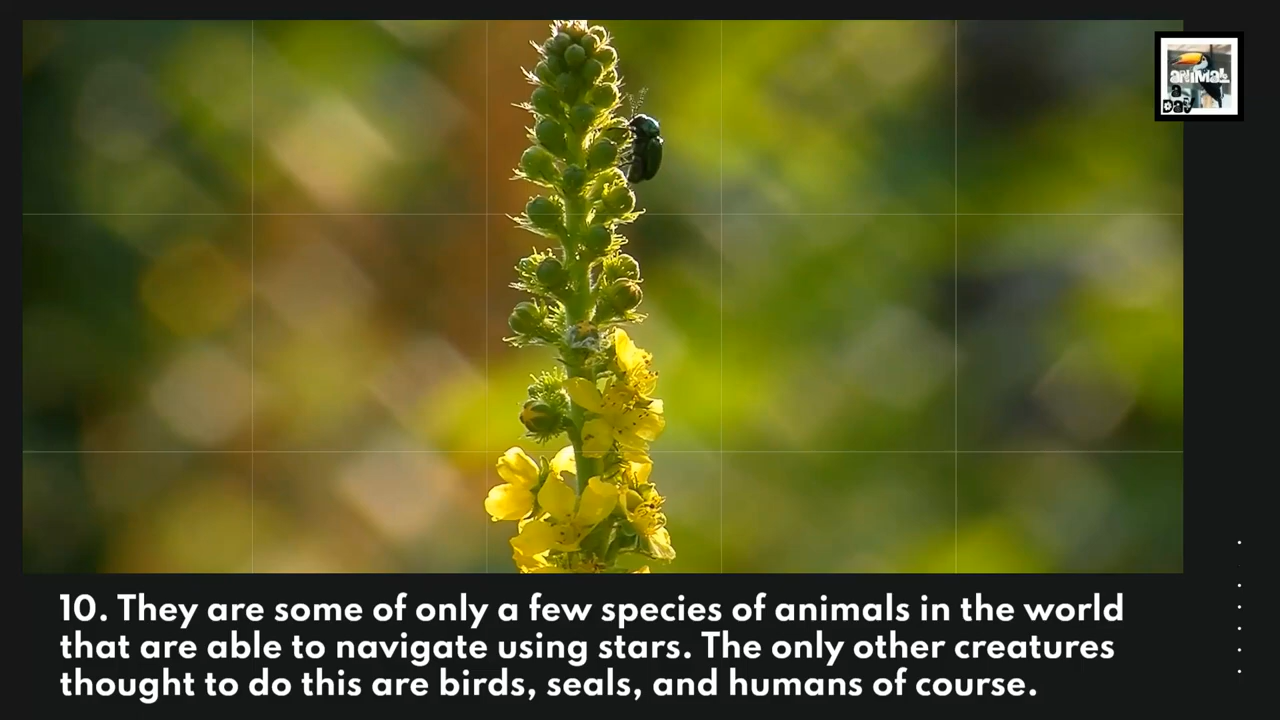 animal
a
Day
10. They are some of only a few species of animals in the world
that are able to navigate using stars. The only other creatures
thought to do this are birds, seals, and humans of course.